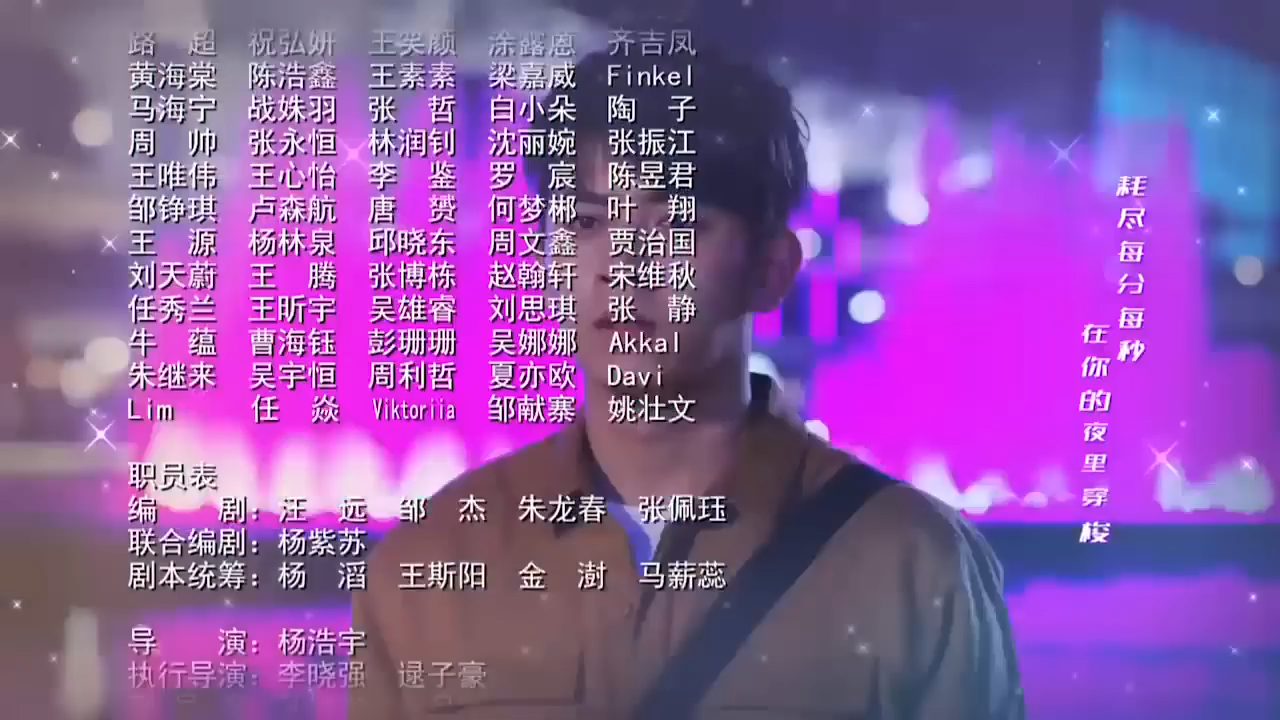 路　超　祝弘妍　王笑颜　涂露恩　齐吉凤
黄海棠　陈浩鑫　王素素　梁嘉威　Finkel
马海宁　战姝羽　张　哲　白小朵　陶　子
周　帅　张永恒　林润钊　沈丽婉　张振江
王唯伟　王心怡　李　鉴　罗　宸　陈昱君
邹铮琪　卢森航　唐　赟　何梦郴　叶　翔
王　源　杨林泉　邱晓东　周文鑫　贾治国
刘天蔚　王　腾　张博栋　赵翰轩　宋维秋
任秀兰　王昕宇　吴雄睿　刘思琪　张　静
牛　蕴　曹海钰　彭珊珊　吴娜娜　Akkal
朱继来　吴宇恒　周利哲　夏亦欧　Davi
Lim　任　焱　Viktoriia　邹献寨　姚壮文
职员表
编　　剧：汪　远　邹　杰　朱龙春　张佩珏
联合编剧：杨紫苏
剧本统筹：杨　滔　王斯阳　金　澍　马薪蕊
导　　演：杨浩宇
执行导演：李晓强　逯子豪
耗尽每分每秒
在你的夜里穿梭